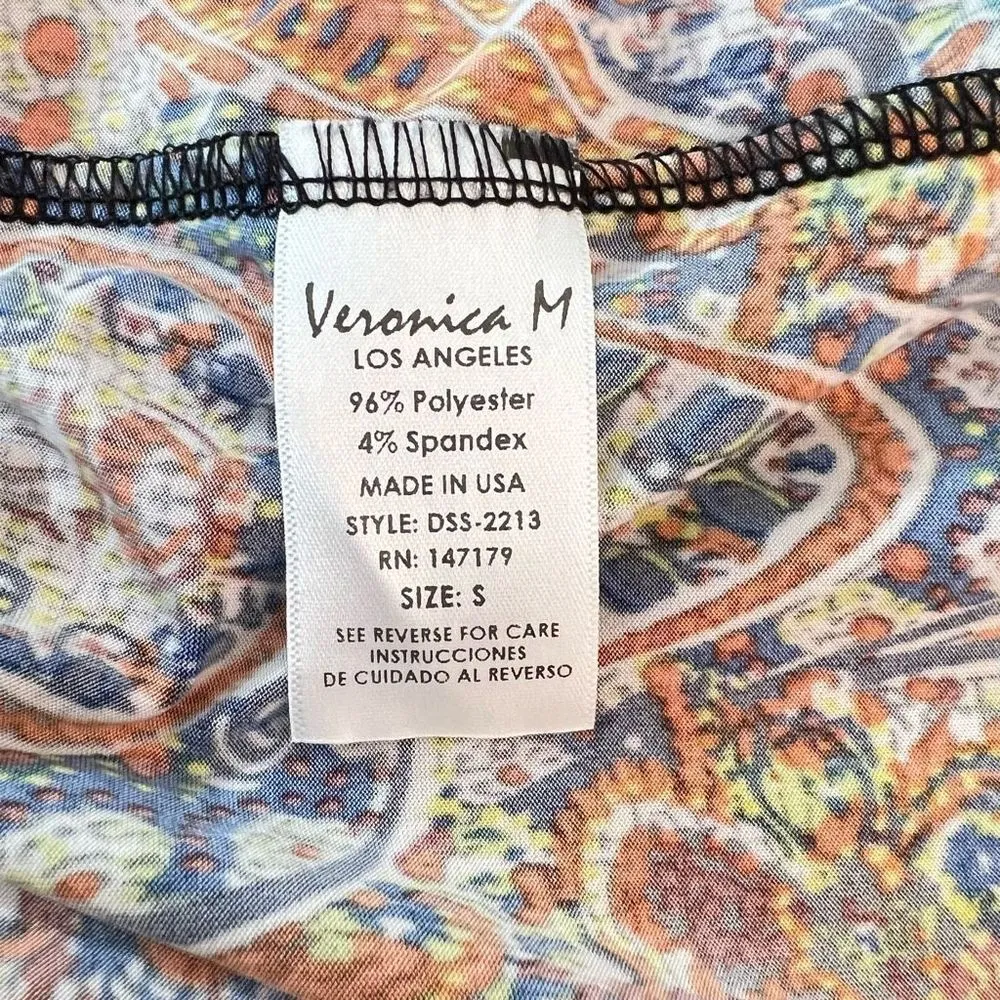 Veronica M
LOS ANGELES
96% Polyester
4% Spandex
MADE IN USA
STYLE: DSS-2213
RN: 147179
SIZE: S
SEE REVERSE FOR CARE
INSTRUCCIONES
DE CUIDADO AL REVERSO